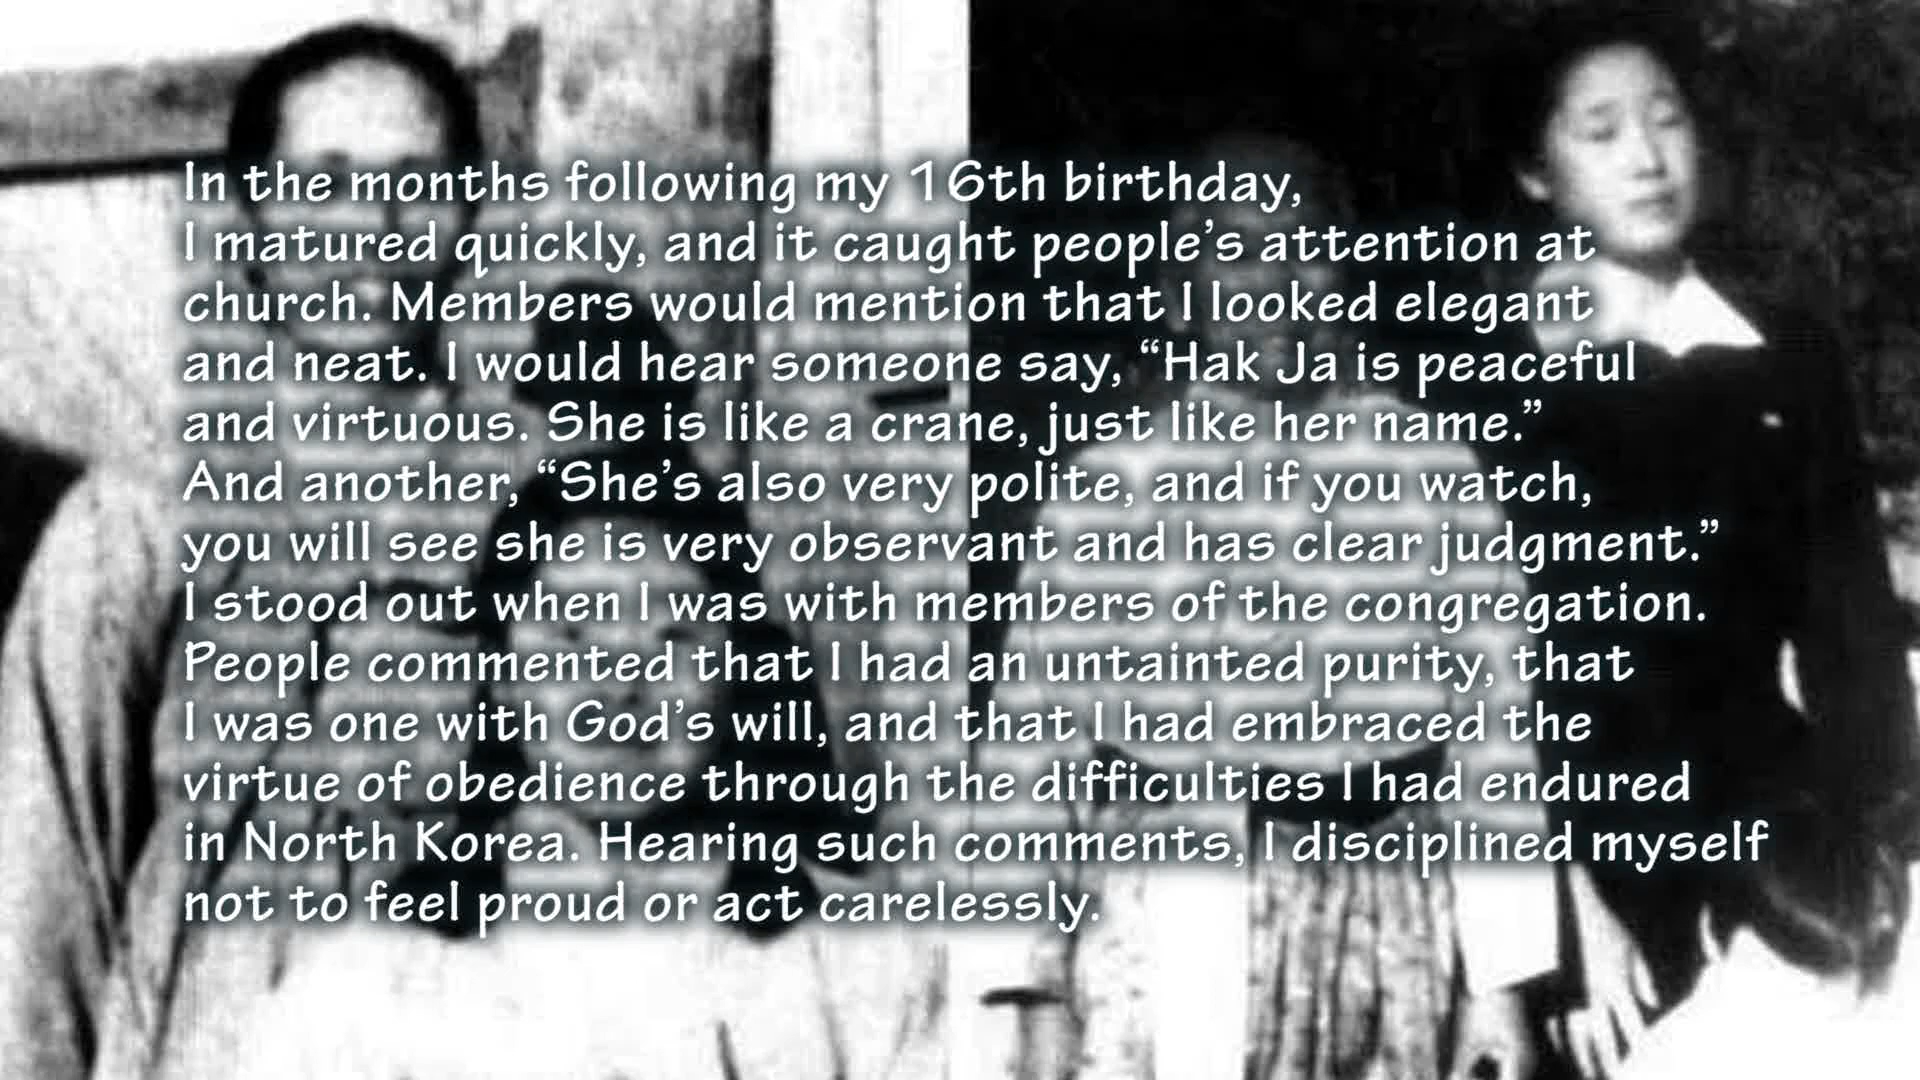 In the months following my 16th birthday,
I matured quickly, and it caught people’s attention at
church. Members would mention that I looked elegant
and neat. I would hear someone say, “Hak Ja is peaceful
and virtuous. She is like a crane, just like her name.”
And another, “She’s also very polite, and if you watch,
you will see she is very observant and has clear judgment.”
I stood out when I was with members of the congregation.
People commented that I had an untainted purity, that
I was one with God’s will, and that I had embraced the
virtue of obedience through the difficulties I had endured
in North Korea. Hearing such comments, I disciplined myself
not to feel proud or act carelessly.